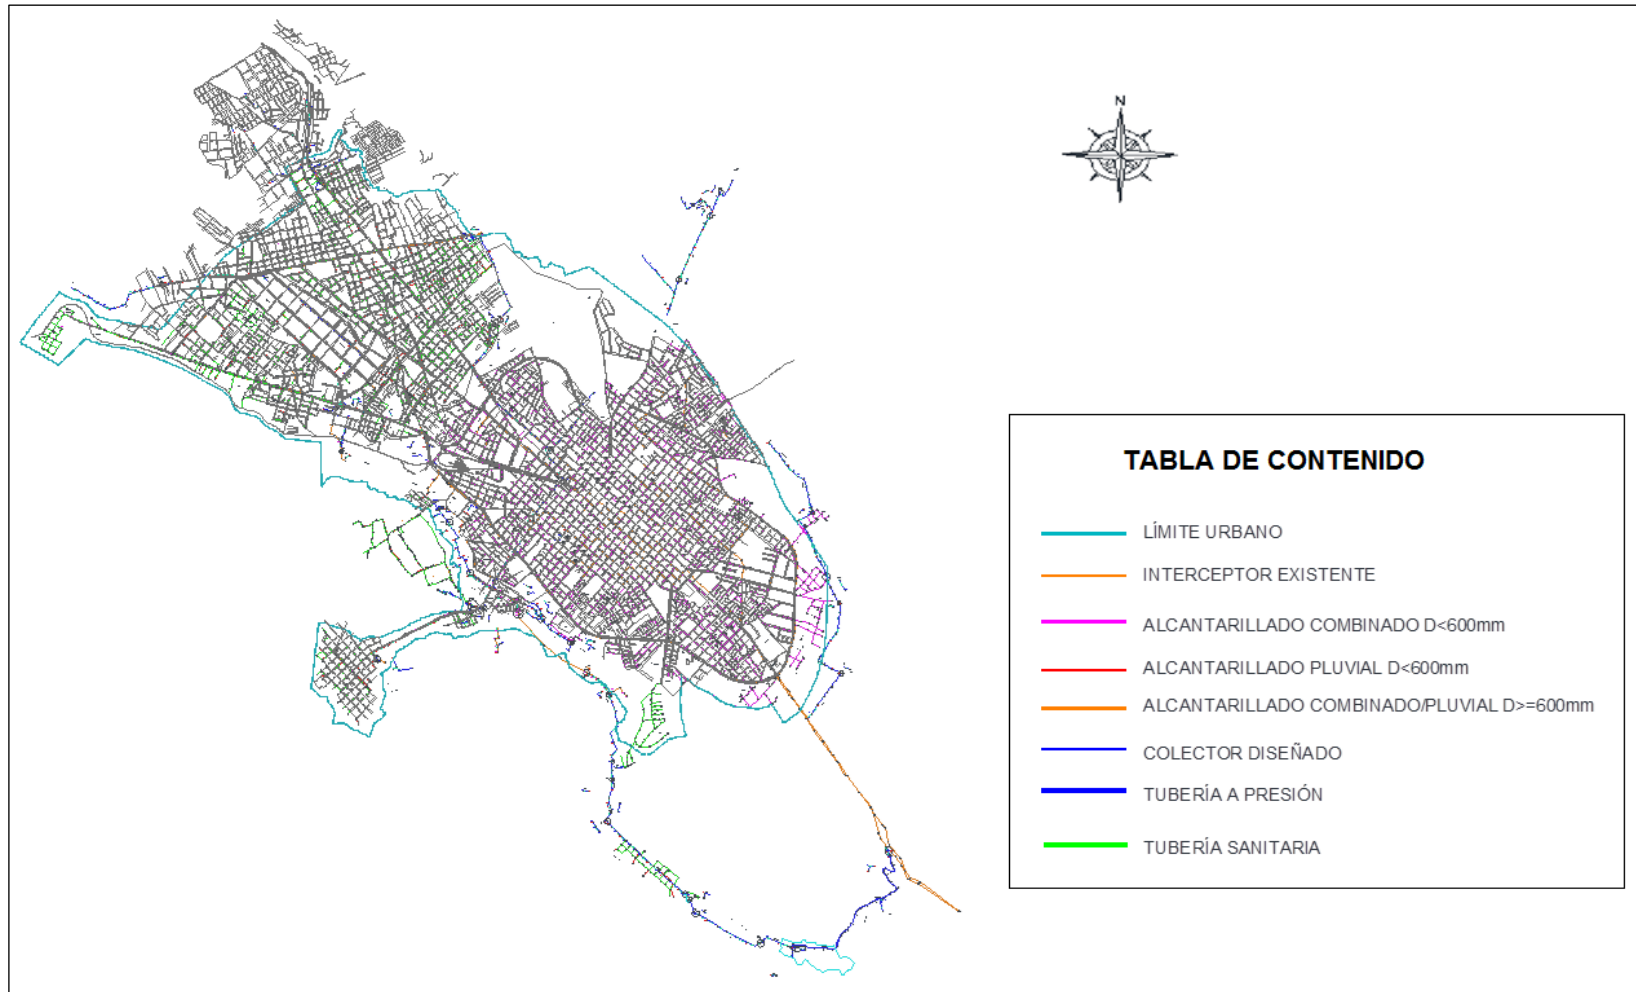 N
TABLA DE CONTENIDO
LÍMITE URBANO
INTERCEPTOR EXISTENTE
ALCANTARILLADO COMBINADO D<600mm
ALCANTARILLADO PLUVIAL D<600mm
ALCANTARILLADO COMBINADO/PLUVIAL D>=600mm
COLECTOR DISEÑADO
TUBERÍA A PRESIÓN
TUBERÍA SANITARIA